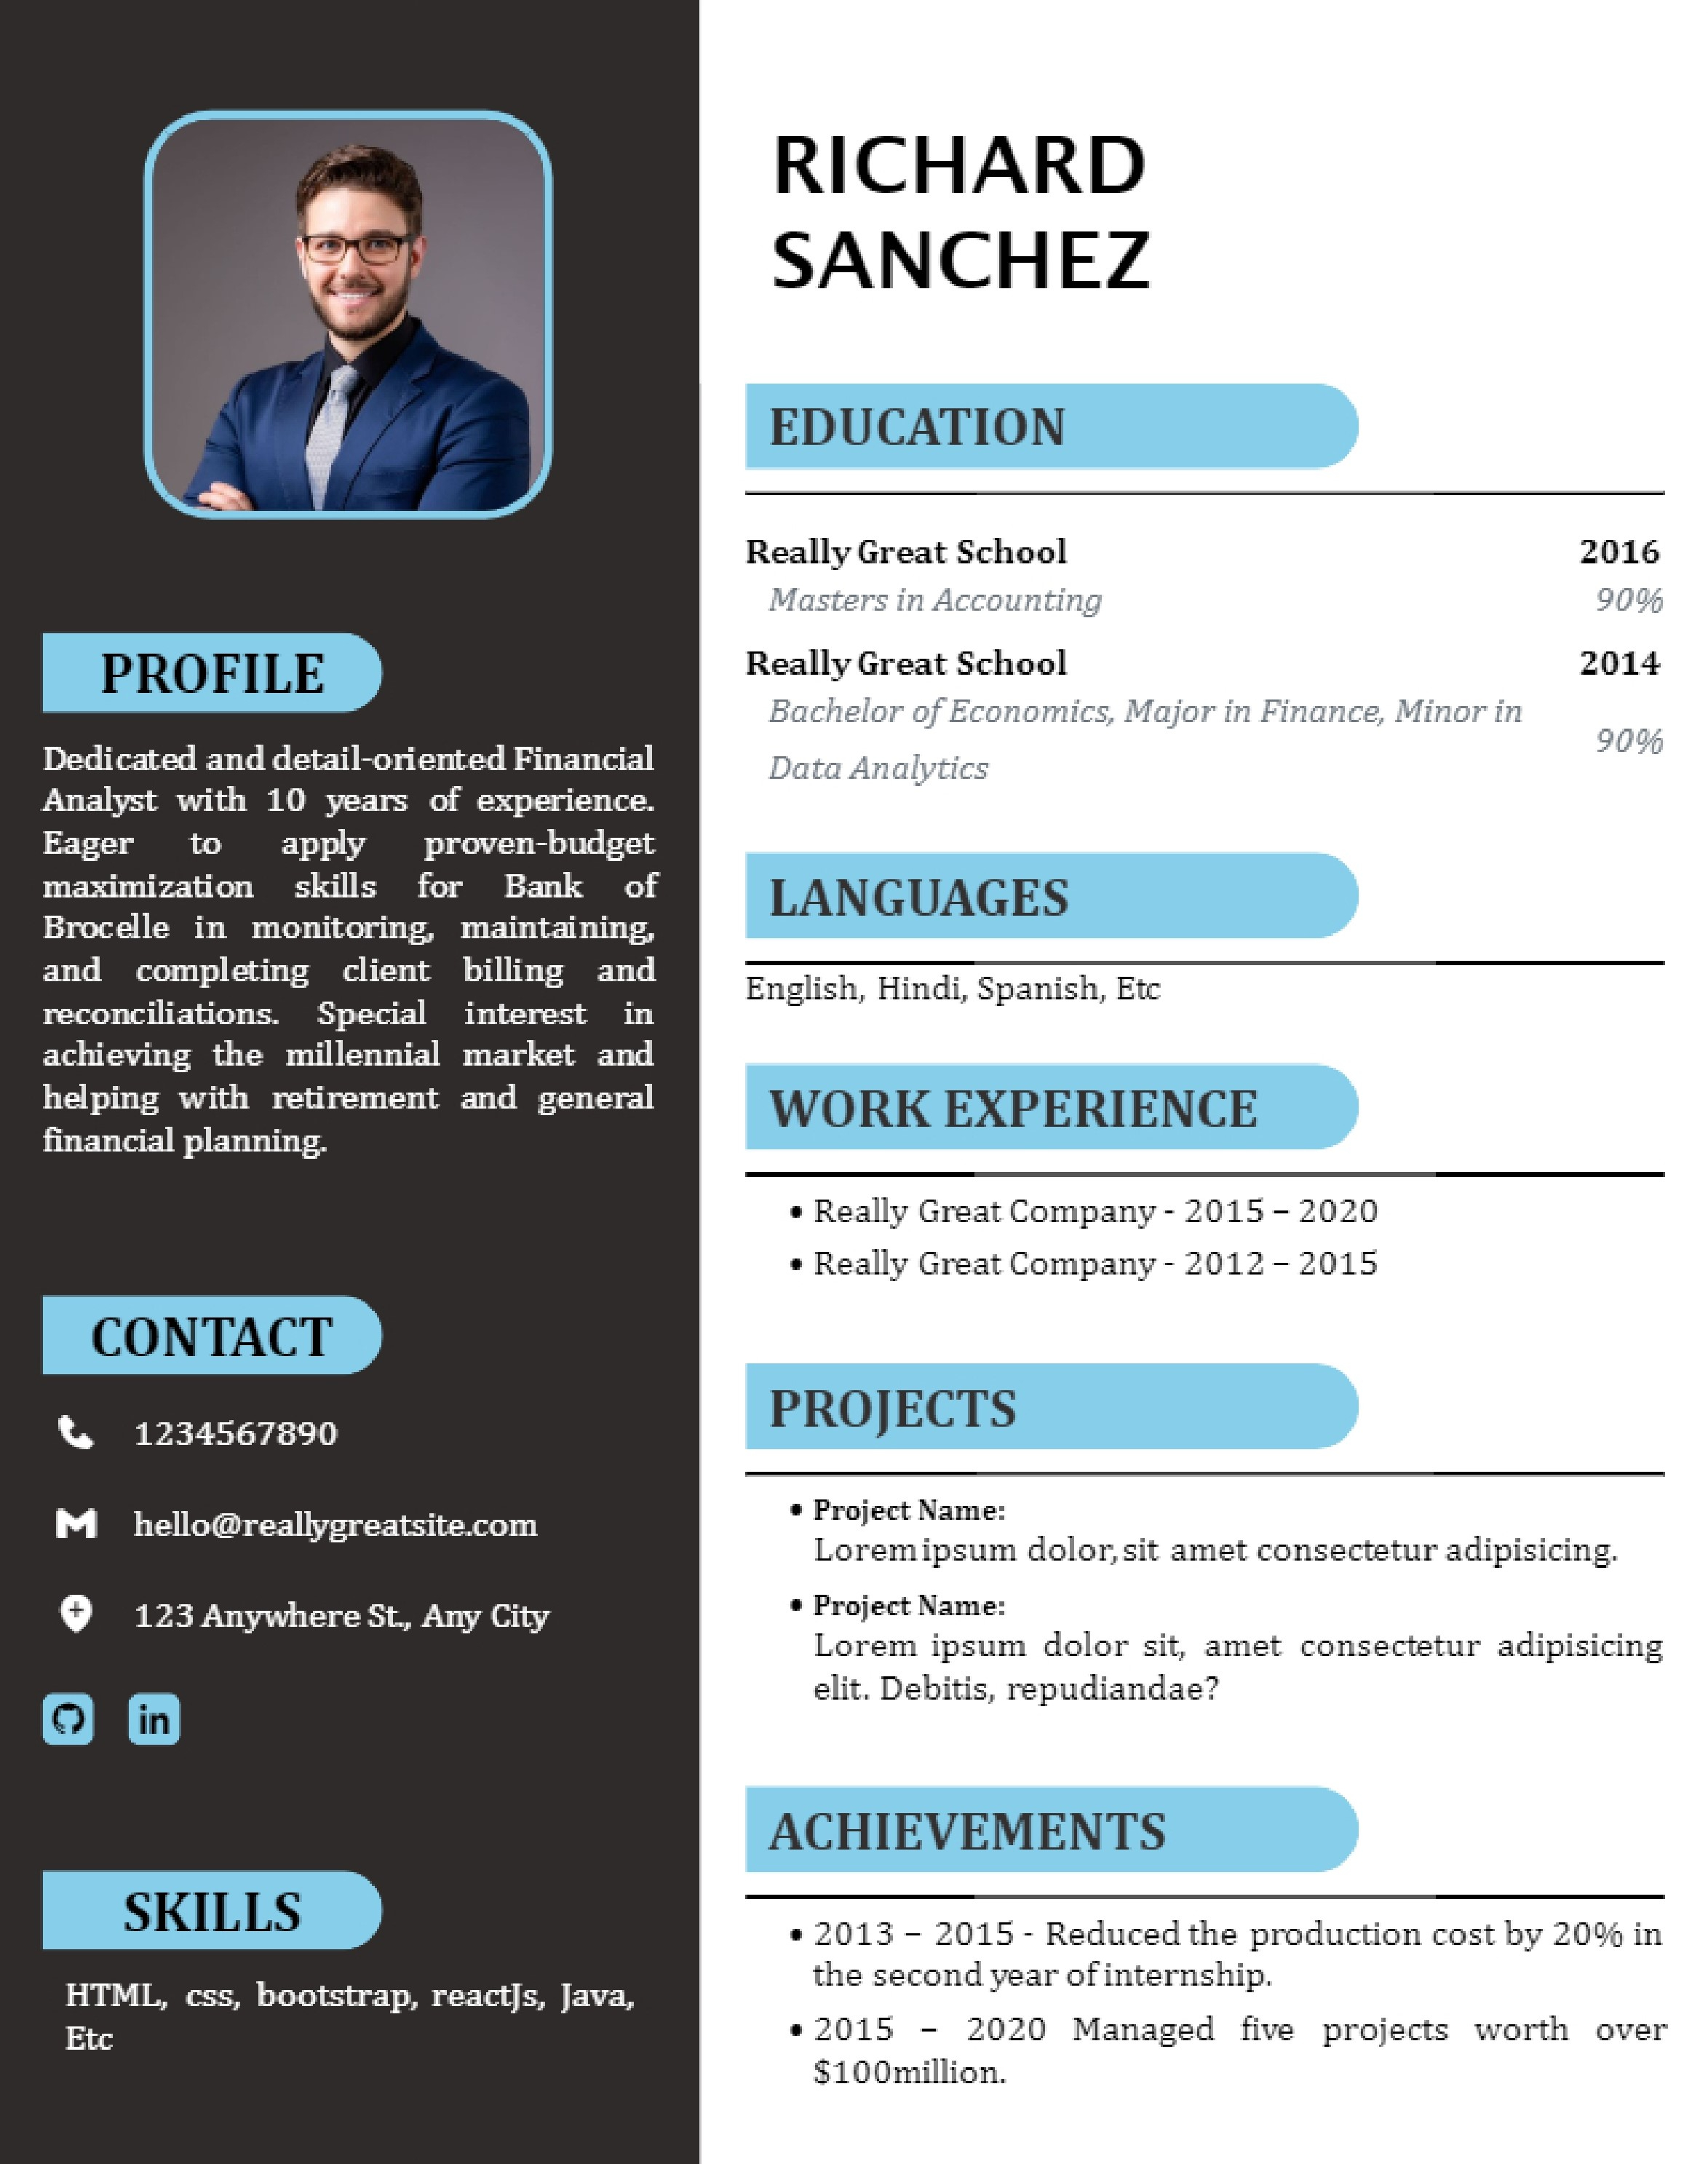 RICHARD
SANCHEZ
PROFILE
Dedicated and detail-oriented Financial
Analyst with 10 years of experience.
Eager to apply proven-budget
maximization skills for Bank of
Brocelle in monitoring, maintaining,
and completing client billing and
reconciliations. Special interest in
achieving the millennial market and
helping with retirement and general
financial planning.
CONTACT
1234567890
hello@reallygreatsite.com
123 Anywhere St., Any City
in
SKILLS
HTML, css, bootstrap, reactJs, Java,
Etc
EDUCATION
Really Great School 2016
Masters in Accounting 90%
Really Great School 2014
Bachelor of Economics, Major in Finance, Minor in
Data Analytics 90%
LANGUAGES
English, Hindi, Spanish, Etc
WORK EXPERIENCE
• Really Great Company - 2015 – 2020
• Really Great Company - 2012 – 2015
PROJECTS
• Project Name:
Lorem ipsum dolor, sit amet consectetur adipisicing.
• Project Name:
Lorem ipsum dolor sit, amet consectetur adipisicing
elit. Debitis, repudiandae?
ACHIEVEMENTS
• 2013 – 2015 - Reduced the production cost by 20% in
the second year of internship.
• 2015 – 2020 Managed five projects worth over
$100million.